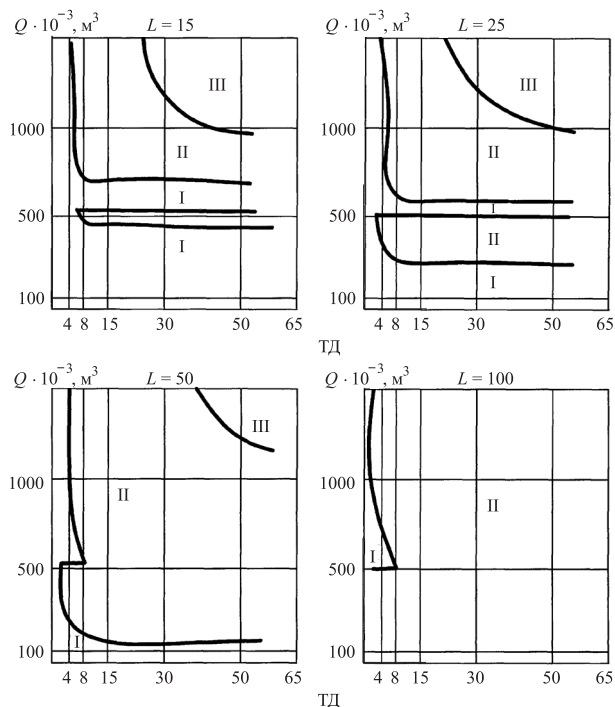 Q · 10⁻³, м³ L = 15
III
1000
II
I
500
I
100
4 8 15 30 50 65
Q · 10⁻³, м³ L = 25
III
1000
II
I
500
II
I
100
4 8 15 30 50 65
ТД
Q · 10⁻³, м³ L = 50
III
1000
II
500
I
100
4 8 15 30 50 65
Q · 10⁻³, м³ L = 100
1000
II
I
500
100
4 8 15 30 50 65
ТД